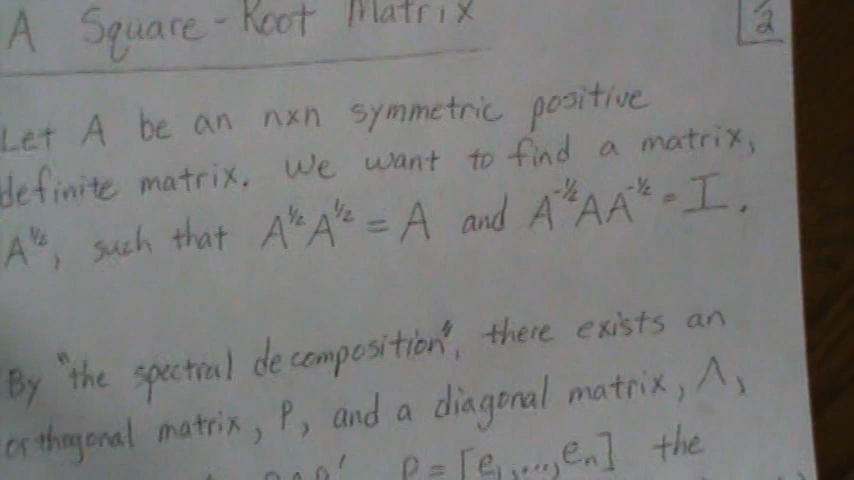 A Square-Root Matrix
2
Let A be an nxn symmetric positive
definite matrix. We want to find a matrix,
A^½, such that A^½ A^½ = A and A^-½ A A^-½ = I.
By "the spectral decomposition", there exists an
orthogonal matrix, P, and a diagonal matrix, Λ,
P = [e₁,...,eₙ] the